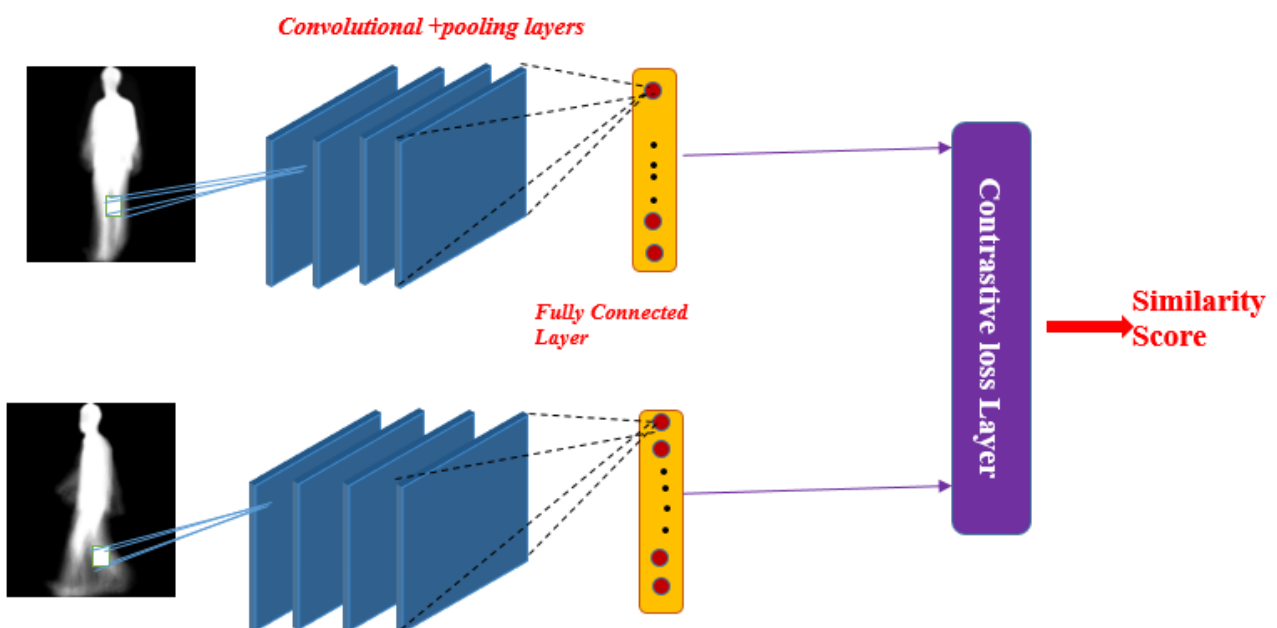 Convolutional +pooling layers
Fully Connected
Layer
Contrastive loss Layer
Similarity
Score